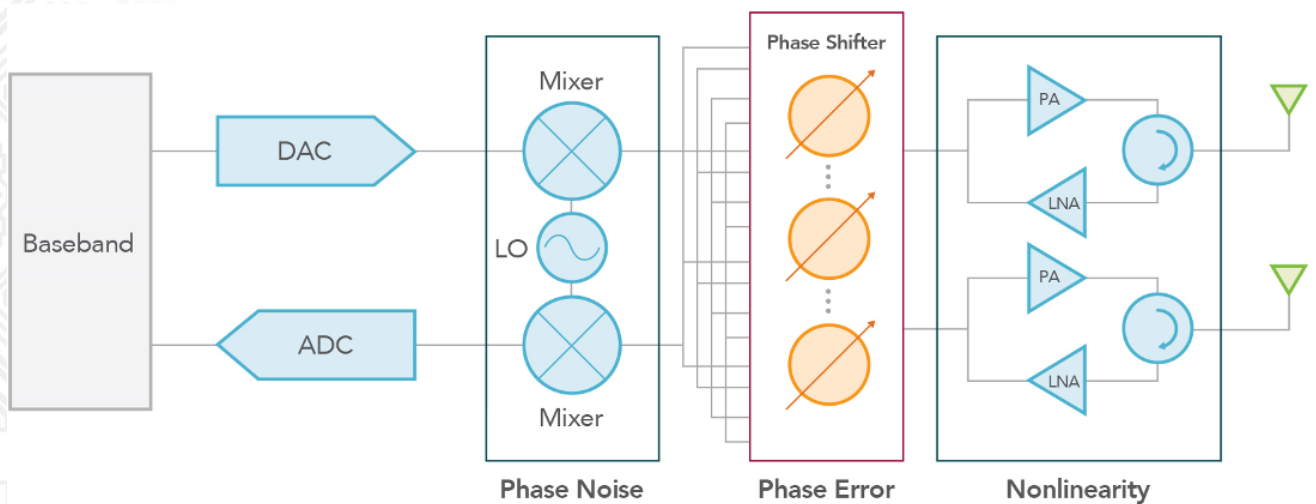 Phase Shifter
Mixer
PA
DAC
LNA
Baseband
LO
PA
ADC
LNA
Mixer
Phase Noise
Phase Error
Nonlinearity